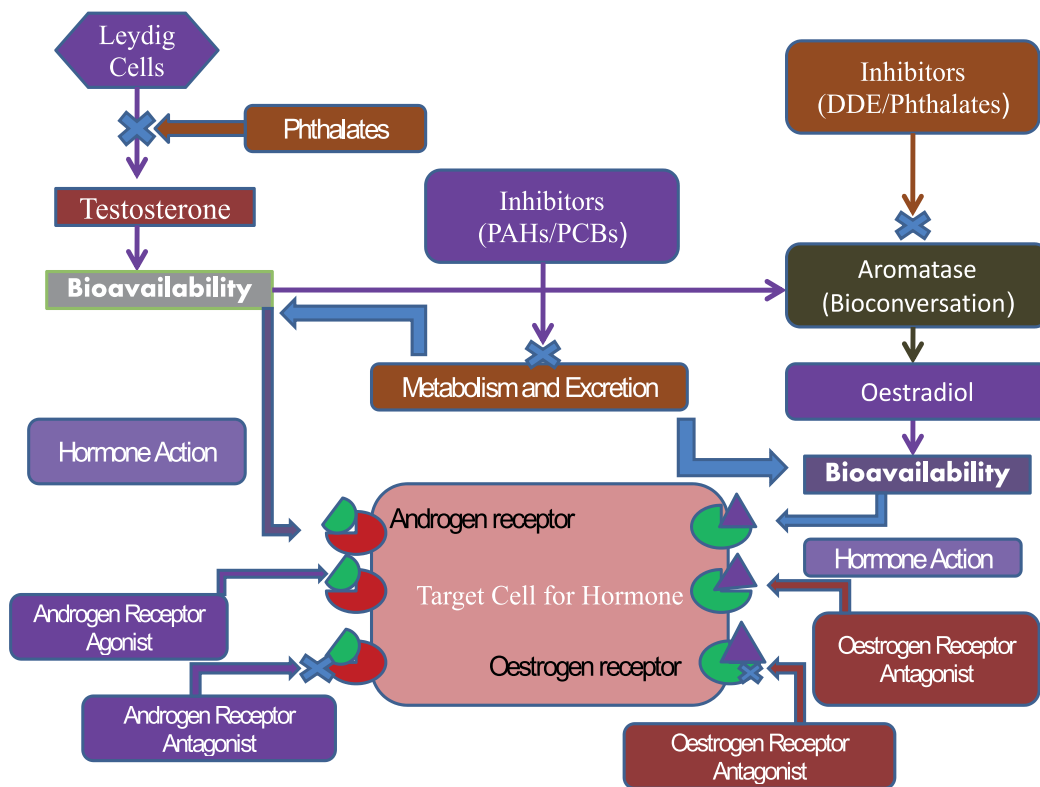 Leydig
Cells
Inhibitors
(DDE/Phthalates)
Phthalates
Testosterone
Inhibitors
(PAHs/PCBs)
Bioavailability
Aromatase
(Bioconversation)
Metabolism and Excretion
Oestradiol
Hormone Action
Bioavailability
Androgen receptor
Hormone Action
Target Cell for Hormone
Androgen Receptor
Agonist
Oestrogen Receptor
Antagonist
Oestrogen receptor
Androgen Receptor
Antagonist
Oestrogen Receptor
Antagonist